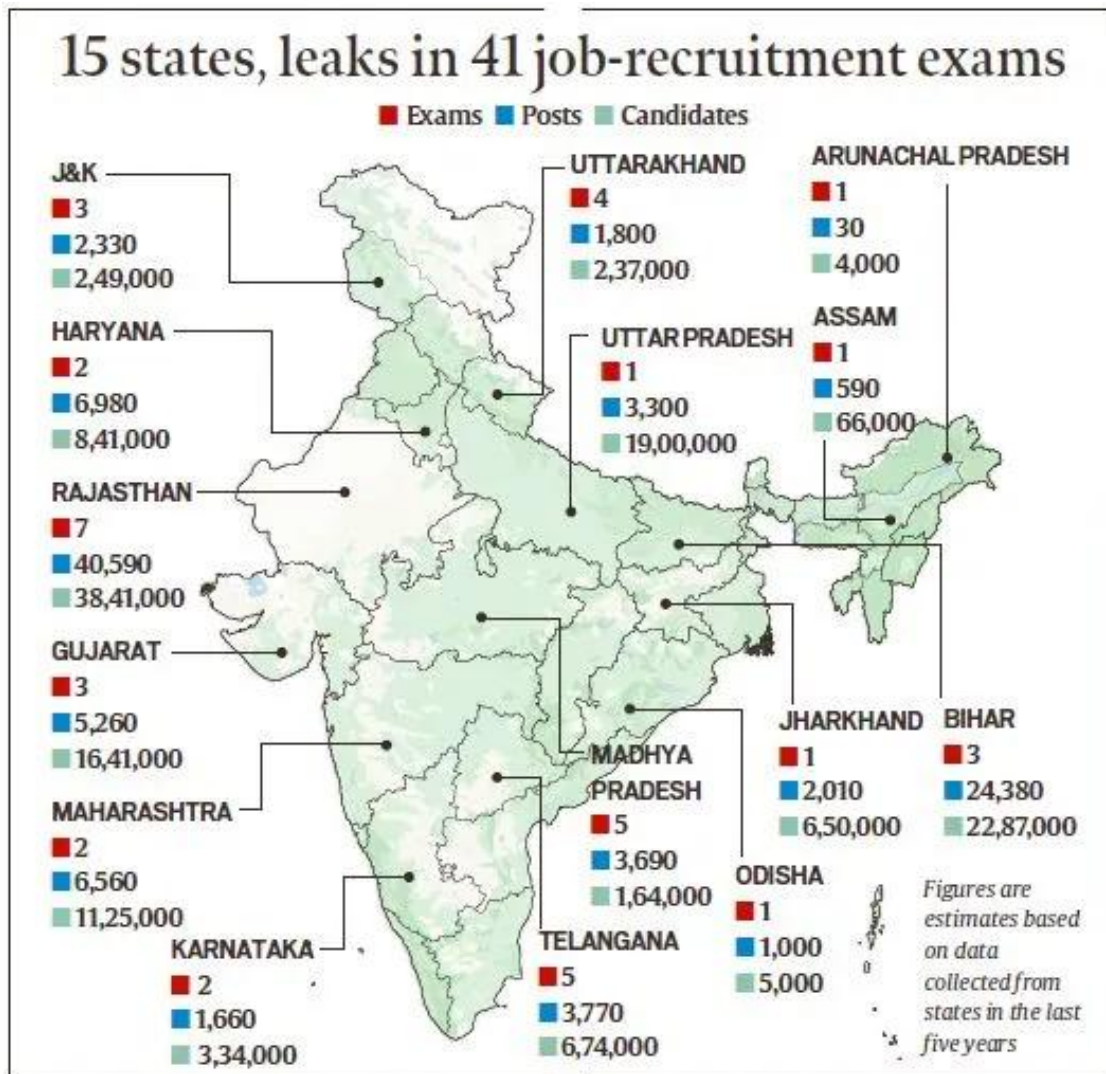 15 states, leaks in 41 job-recruitment exams
Exams Posts Candidates
J&K
3
2,330
2,49,000
HARYANA
2
6,980
8,41,000
RAJASTHAN
7
40,590
38,41,000
GUJARAT
3
5,260
16,41,000
MAHARASHTRA
2
6,560
11,25,000
KARNATAKA
2
1,660
3,34,000
UTTARAKHAND
4
1,800
2,37,000
UTTAR PRADESH
1
3,300
19,00,000
ARUNACHAL PRADESH
1
30
4,000
ASSAM
1
590
66,000
MADHYA
PRADESH
5
3,690
1,64,000
TELANGANA
5
3,770
6,74,000
JHARKHAND
1
2,010
6,50,000
BIHAR
3
24,380
22,87,000
ODISHA
1
1,000
5,000
Figures are
estimates based
on data
collected from
states in the last
five years